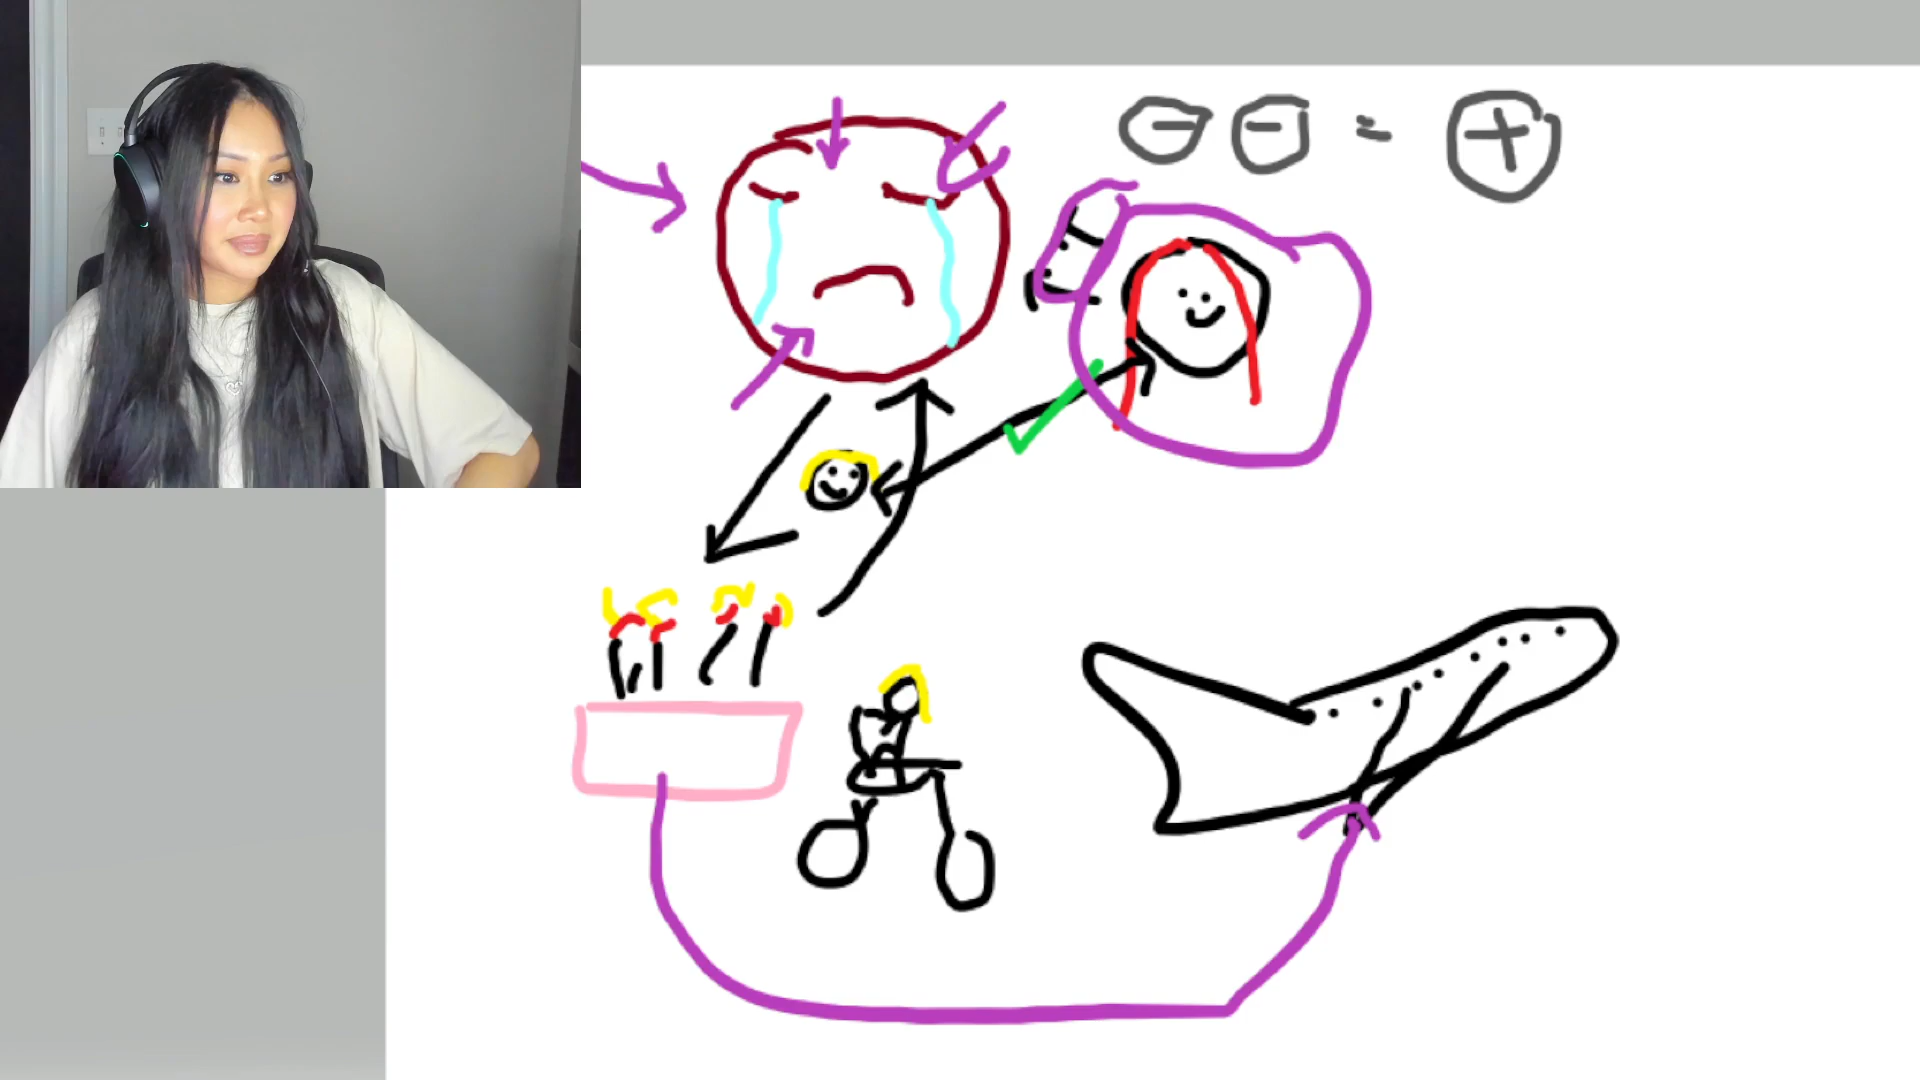 ⊖ ⊖ = ⊕